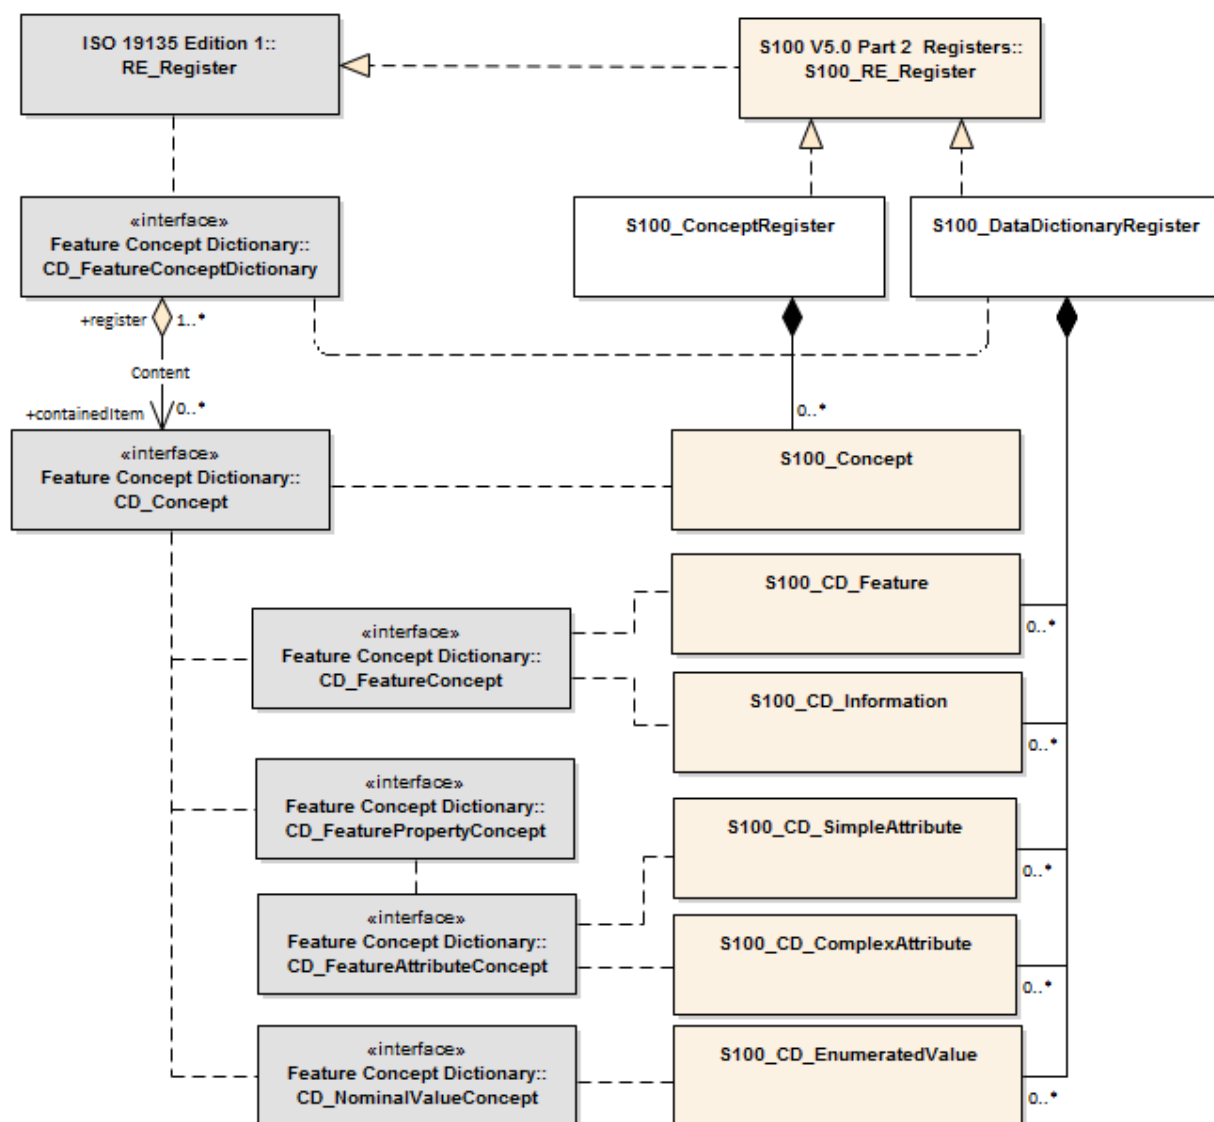 ISO 19135 Edition 1::
RE_Register
S100 V5.0 Part 2 Registers::
S100_RE_Register
«interface»
Feature Concept Dictionary::
CD_FeatureConceptDictionary
S100_ConceptRegister
S100_DataDictionaryRegister
+register
1..*
Content
+containedItem
0..*
0..*
«interface»
Feature Concept Dictionary::
CD_Concept
S100_Concept
S100_CD_Feature
0..*
«interface»
Feature Concept Dictionary::
CD_FeatureConcept
S100_CD_Information
0..*
«interface»
Feature Concept Dictionary::
CD_FeaturePropertyConcept
S100_CD_SimpleAttribute
0..*
«interface»
Feature Concept Dictionary::
CD_FeatureAttributeConcept
S100_CD_ComplexAttribute
0..*
«interface»
Feature Concept Dictionary::
CD_NominalValueConcept
S100_CD_EnumeratedValue
0..*